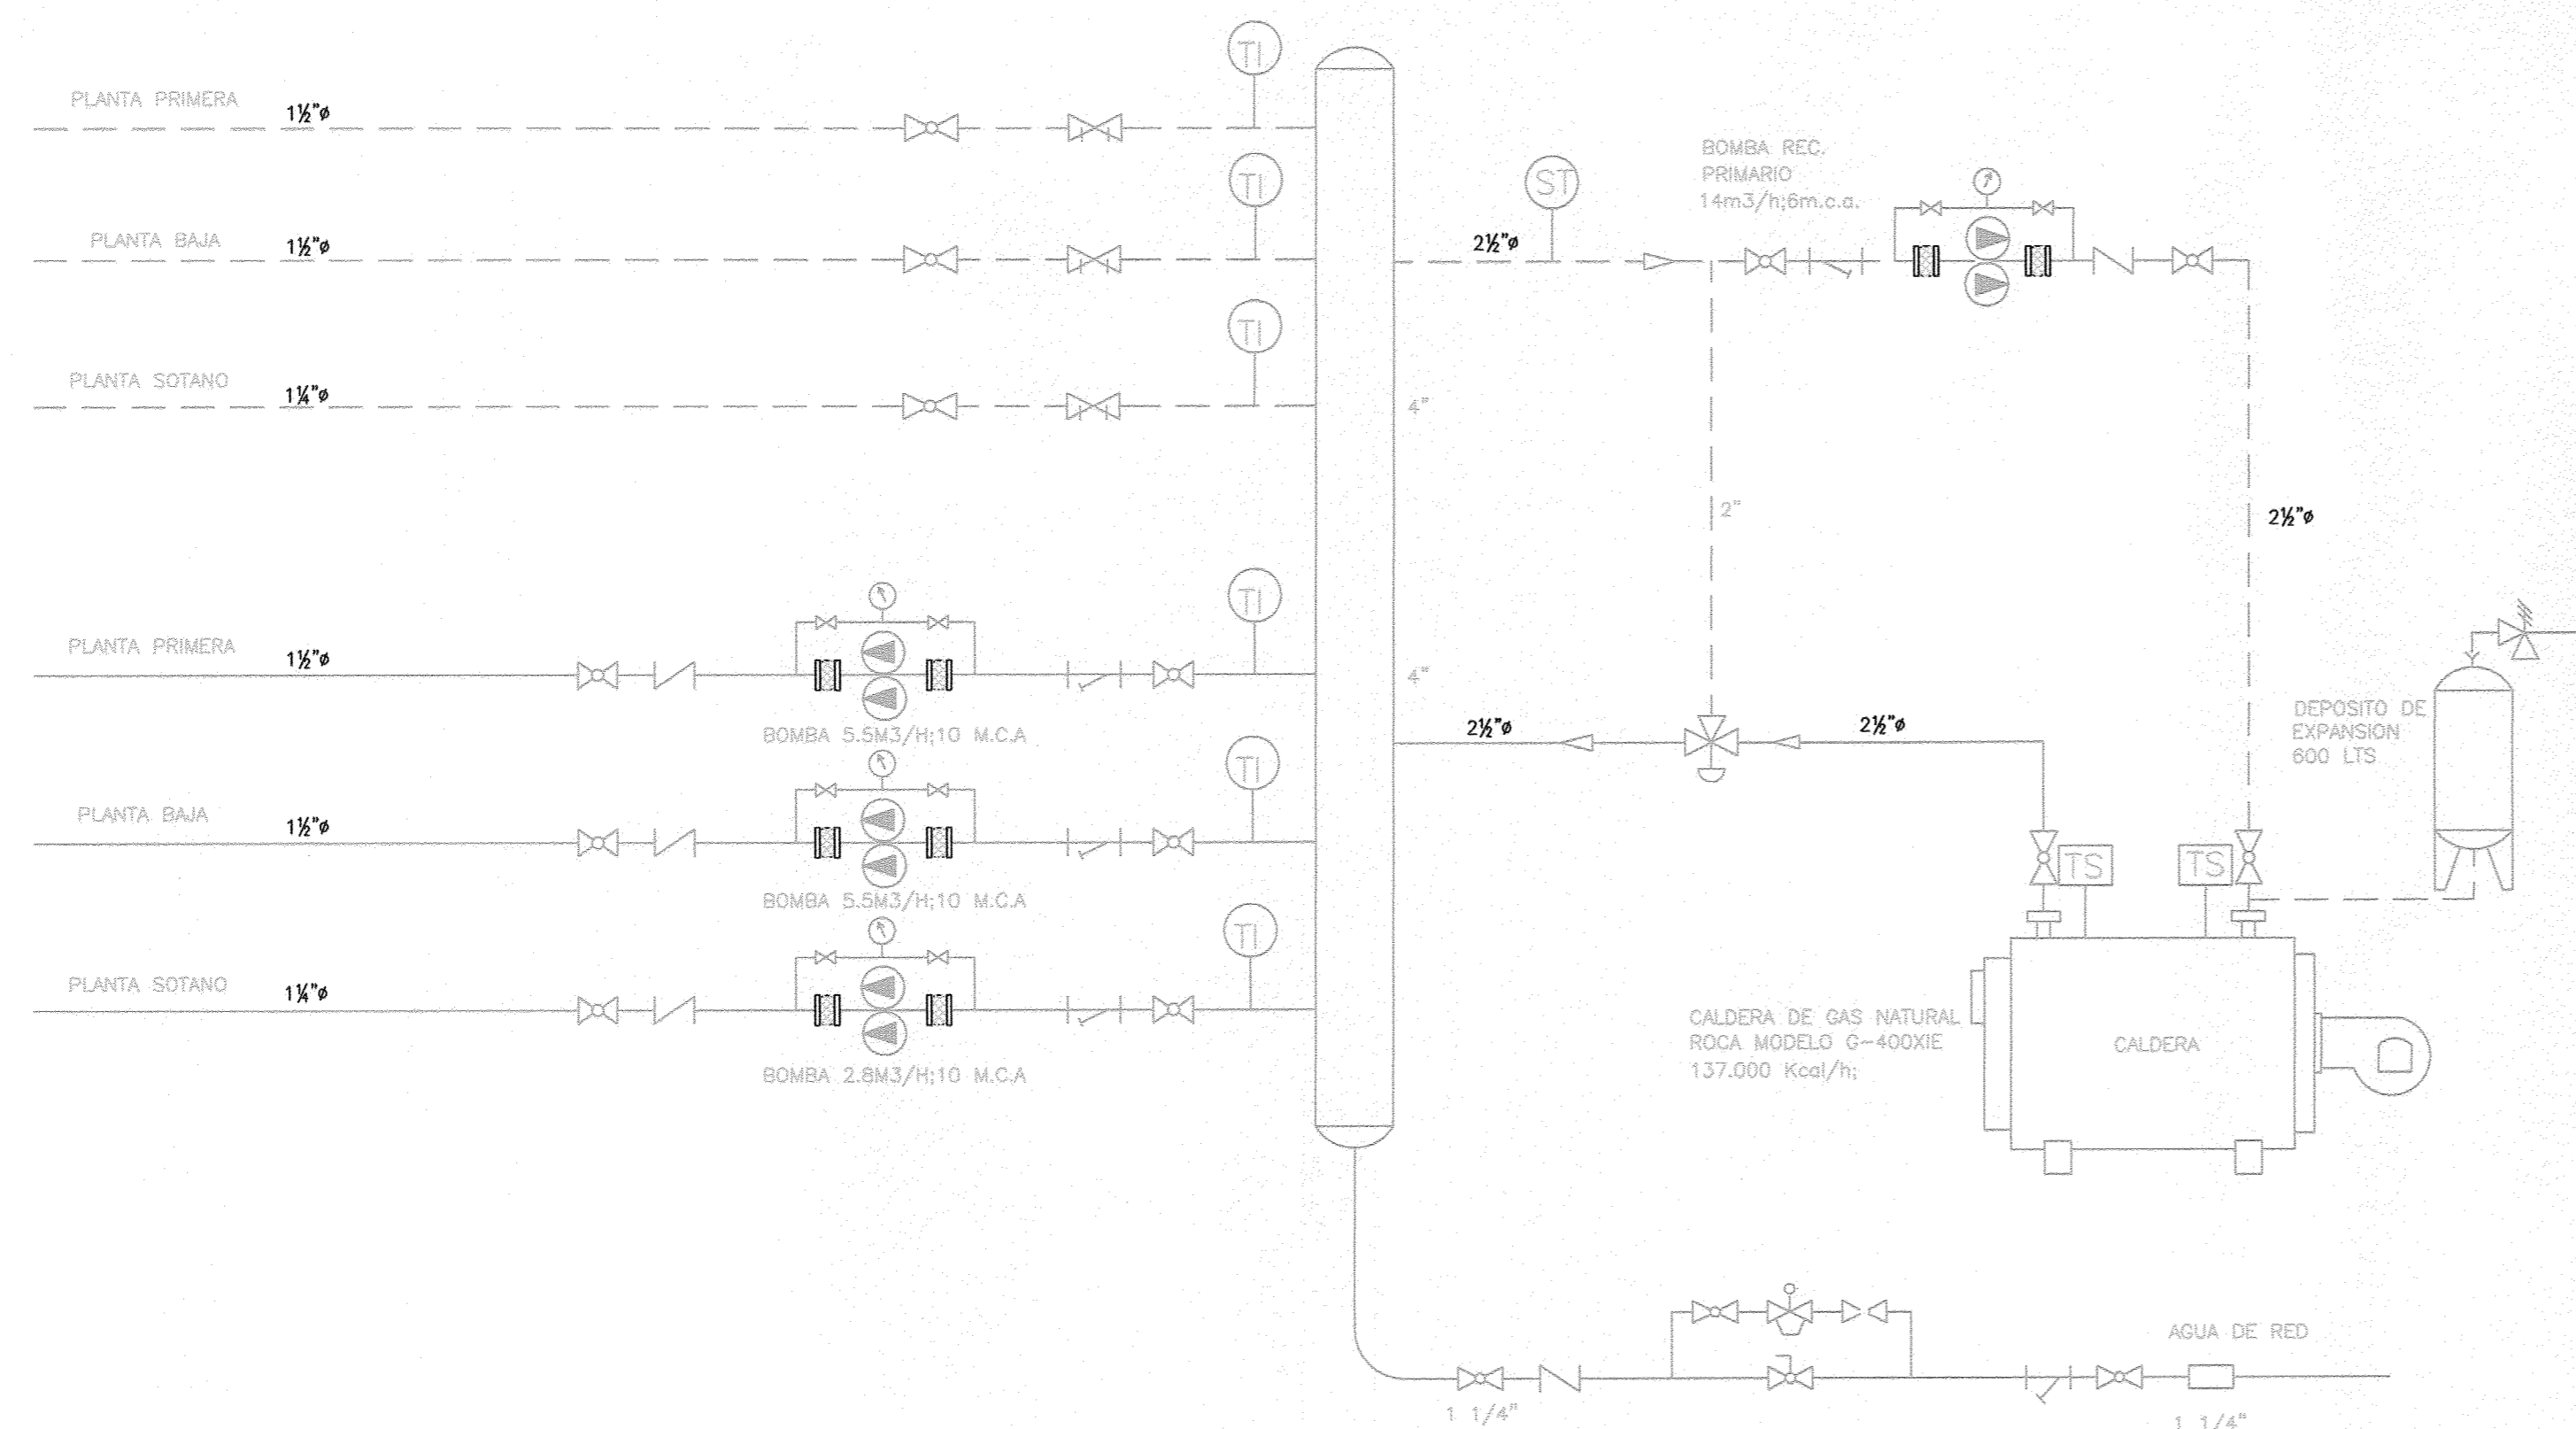 TI
PLANTA PRIMERA
1½"ø
TI
BOMBA REC.
PRIMARIO
14m3/h;6m.c.a.
ST
PLANTA BAJA
1½"ø
2½"ø
TI
PLANTA SOTANO
1¼"ø
4"
2"
2½"ø
TI
PLANTA PRIMERA
1½"ø
4"
BOMBA 5.5M3/H;10 M.C.A
2½"ø
2½"ø
DEPOSITO DE
EXPANSION
600 LTS
TI
PLANTA BAJA
1½"ø
TS
TS
BOMBA 5.5M3/H;10 M.C.A
TI
PLANTA SOTANO
1¼"ø
BOMBA 2.8M3/H;10 M.C.A
CALDERA DE GAS NATURAL
ROCA MODELO G-400XIE
137.000 Kcal/h;
CALDERA
AGUA DE RED
1 1/4"
1 1/4"